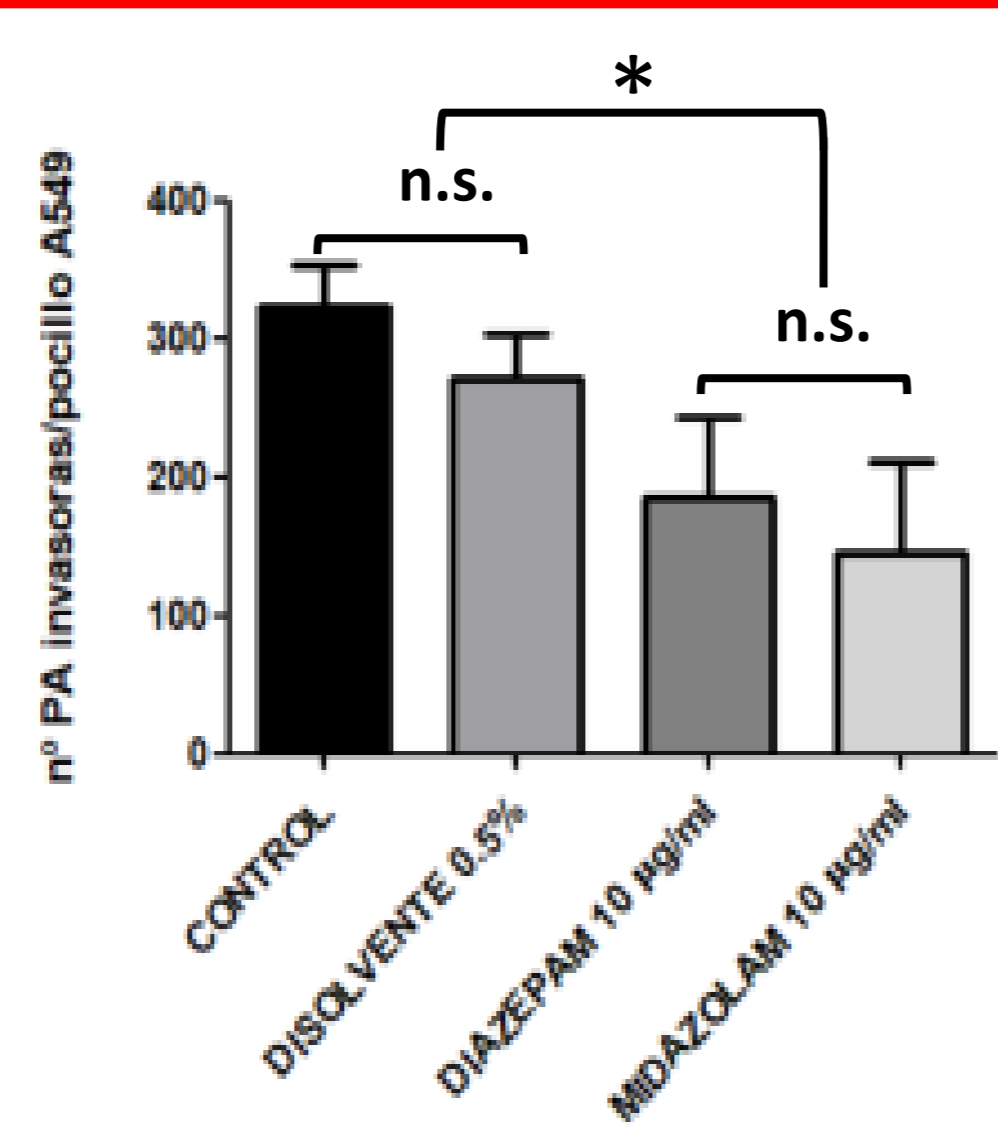 *
n.s.
n.s.
nº PA invasoras/pocillo A549
400
300
200
100
0
CONTROL
DISOLVENTE 0.5%
DIAZEPAM 10 µg/ml
MIDAZOLAM 10 µg/ml